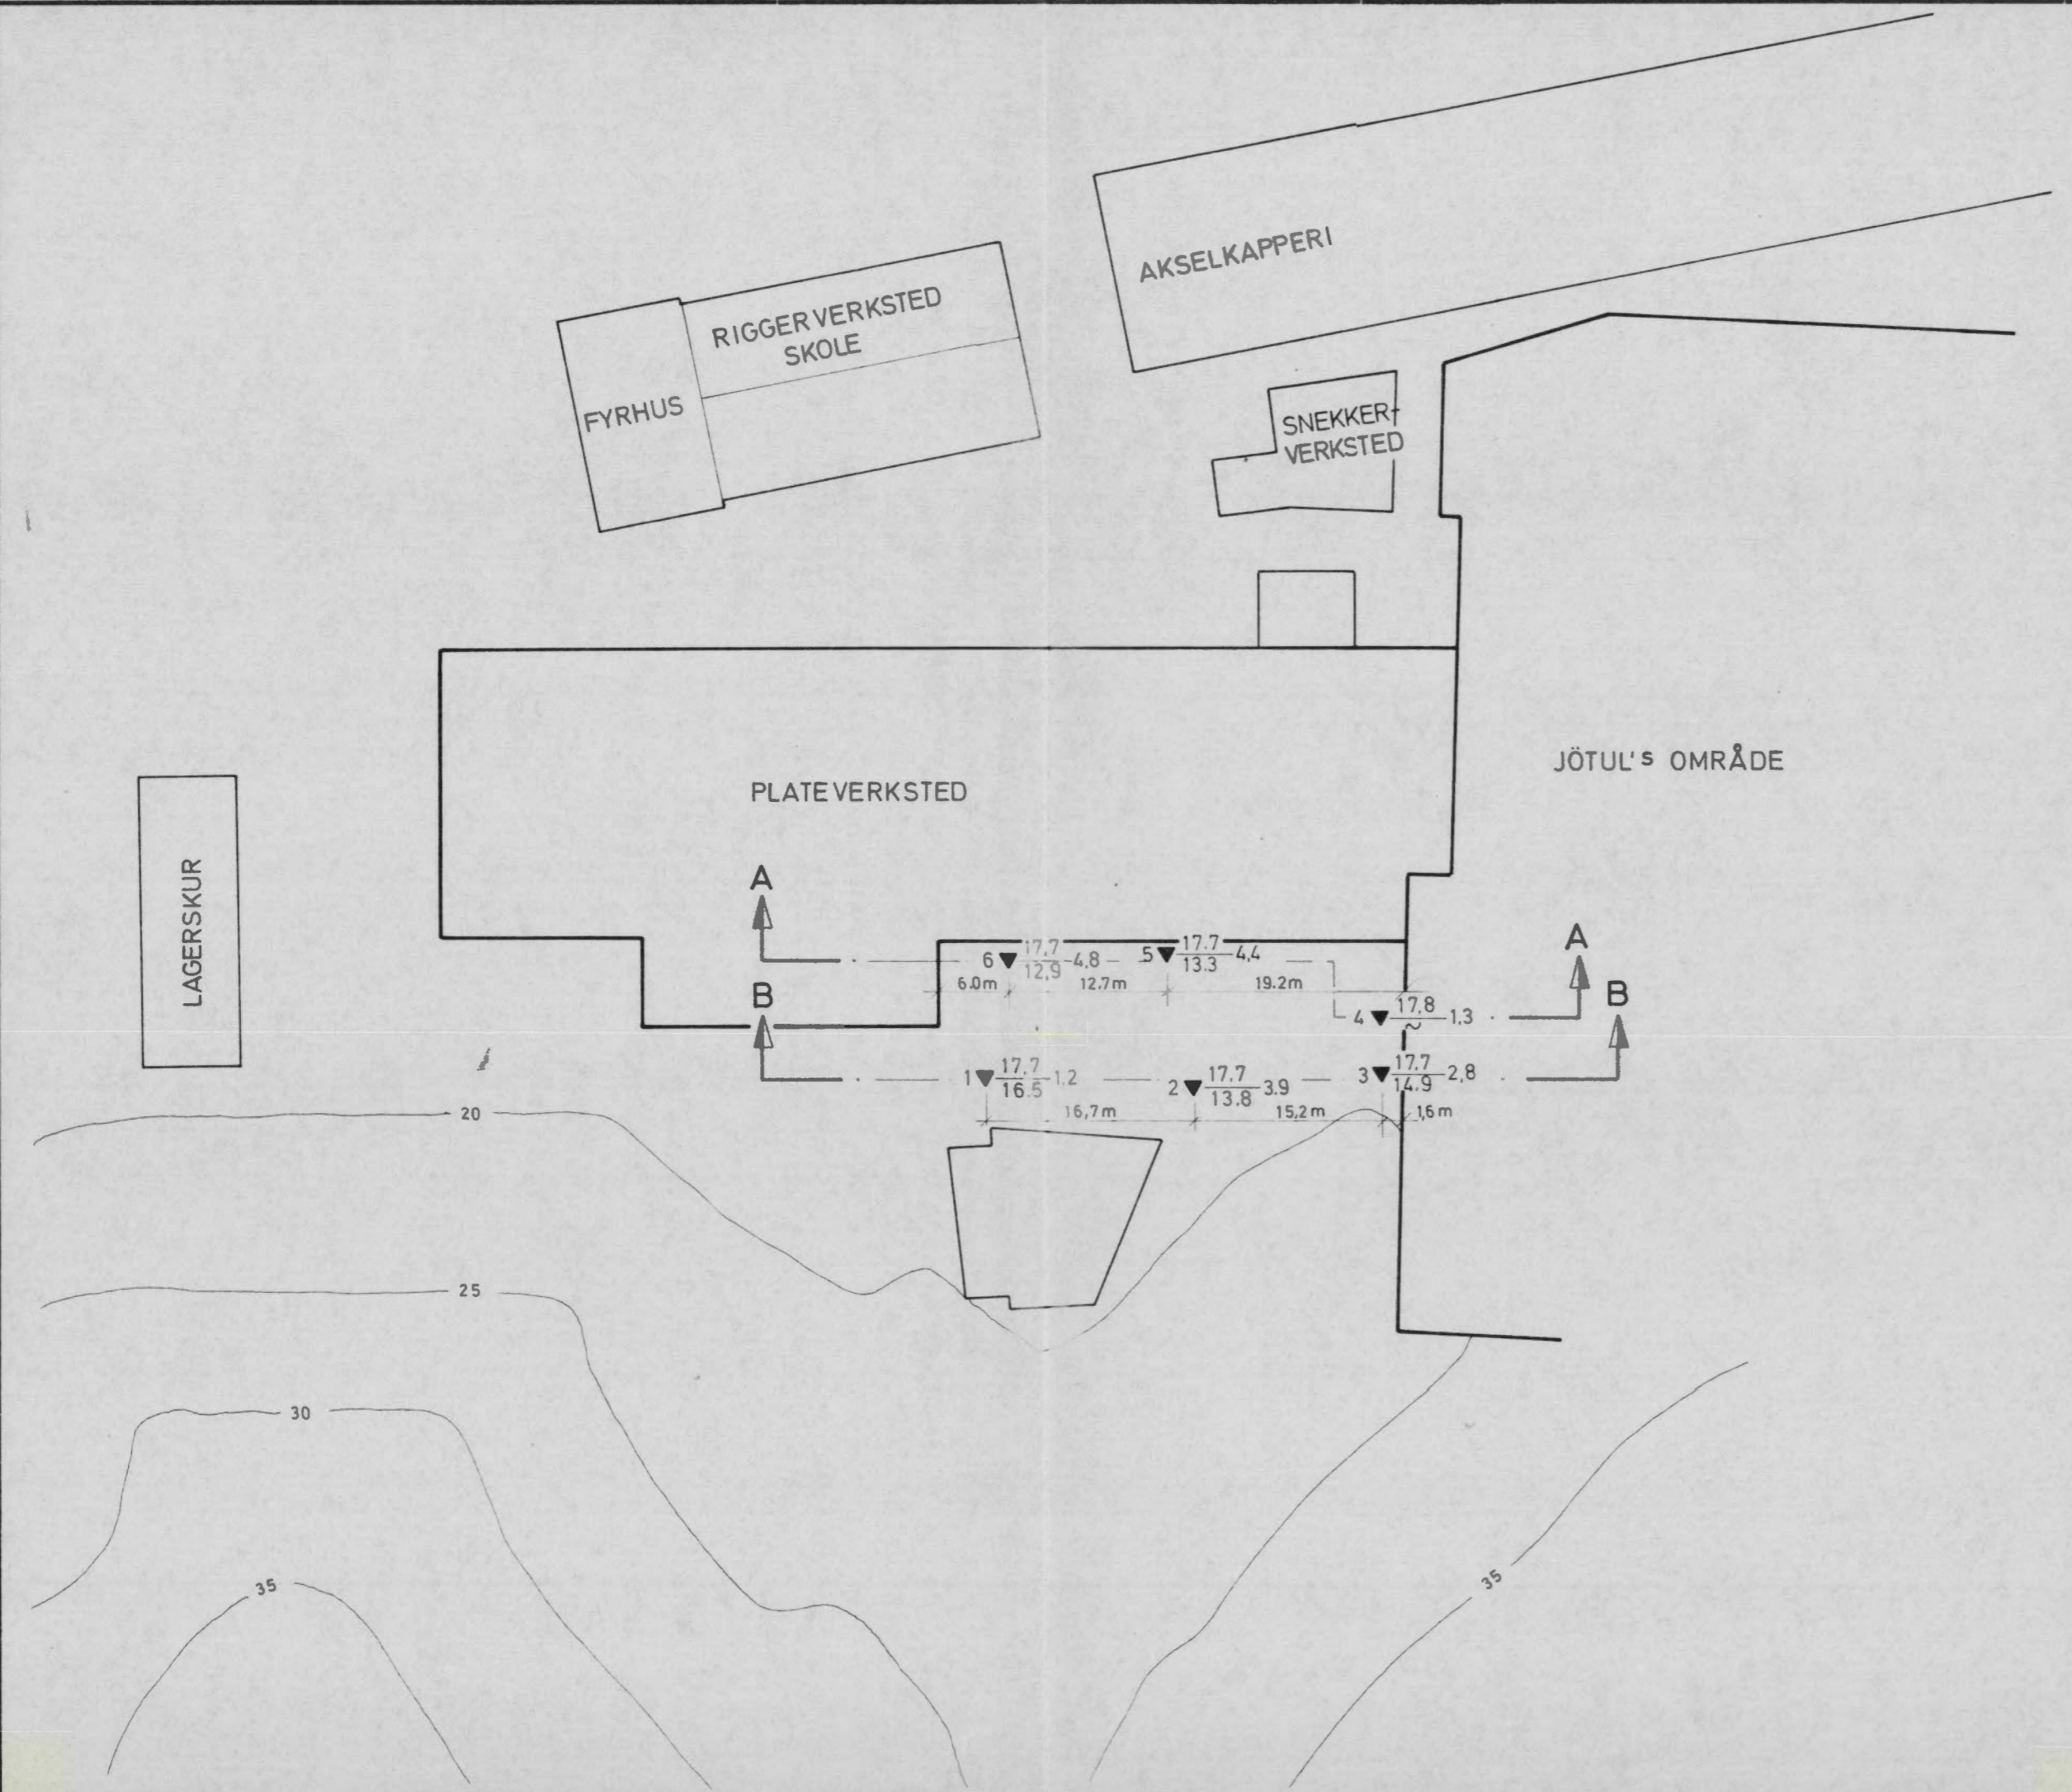 AKSELKAPPERI
RIGGERVERKSTED
SKOLE
FYRHUS
SNEKKER-
VERKSTED
JÖTUL'S OMRÅDE
PLATEVERKSTED
LAGERSKUR
A
A
B
B
6 17,7 12,9 4,8
5 17.7 13.3 4,4
6.0m 12.7m 19.2m
4 17,8 ~ 1,3
1 17.7 16.5 1.2
2 17.7 13.8 3.9
3 17.7 14.9 2,8
16,7m 15,2m 1,6m
20
25
30
35
35